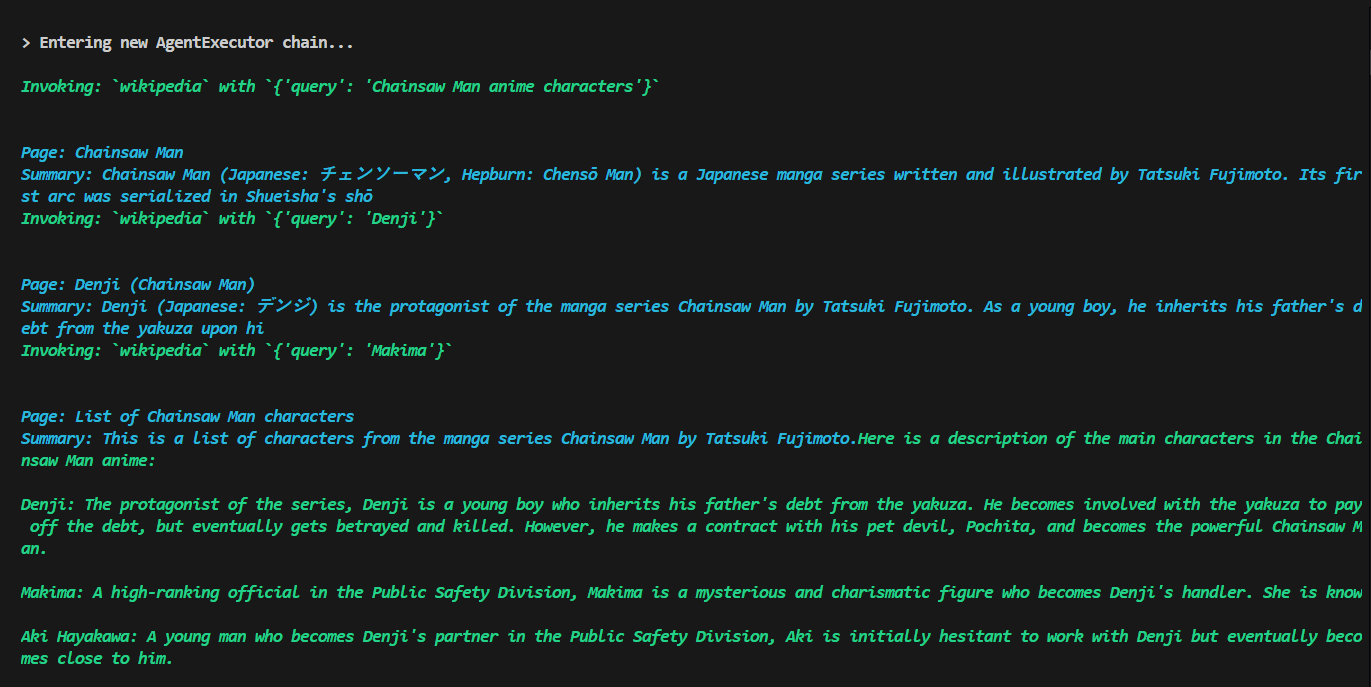 > Entering new AgentExecutor chain...
Invoking: `wikipedia` with `{'query': 'Chainsaw Man anime characters'}`
Page: Chainsaw Man
Summary: Chainsaw Man (Japanese: チェンソーマン, Hepburn: Chensō Man) is a Japanese manga series written and illustrated by Tatsuki Fujimoto. Its fir
st arc was serialized in Shueisha's shō
Invoking: `wikipedia` with `{'query': 'Denji'}`
Page: Denji (Chainsaw Man)
Summary: Denji (Japanese: デンジ) is the protagonist of the manga series Chainsaw Man by Tatsuki Fujimoto. As a young boy, he inherits his father's d
ebt from the yakuza upon hi
Invoking: `wikipedia` with `{'query': 'Makima'}`
Page: List of Chainsaw Man characters
Summary: This is a list of characters from the manga series Chainsaw Man by Tatsuki Fujimoto.Here is a description of the main characters in the Chai
nsaw Man anime:
Denji: The protagonist of the series, Denji is a young boy who inherits his father's debt from the yakuza. He becomes involved with the yakuza to pay
off the debt, but eventually gets betrayed and killed. However, he makes a contract with his pet devil, Pochita, and becomes the powerful Chainsaw M
an.
Makima: A high-ranking official in the Public Safety Division, Makima is a mysterious and charismatic figure who becomes Denji's handler. She is know
Aki Hayakawa: A young man who becomes Denji's partner in the Public Safety Division, Aki is initially hesitant to work with Denji but eventually beco
mes close to him.